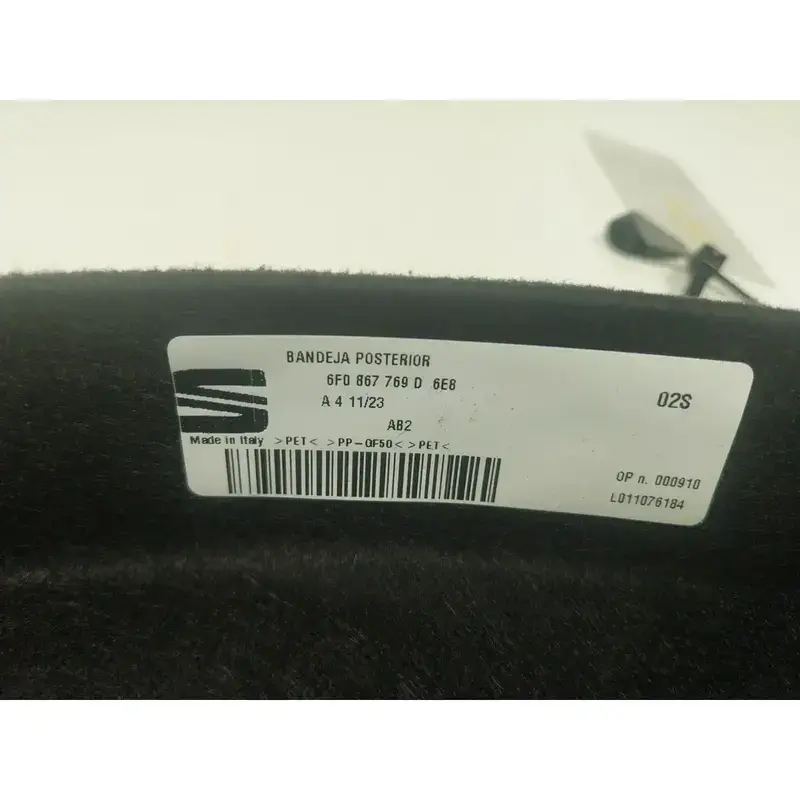 BANDEJA POSTERIOR
6F0 867 769 D 6E8
A 4 11/23
AB2
02S
Made in Italy >PET< >PP-GF50<>PET<
OP n. 000910
L011076184